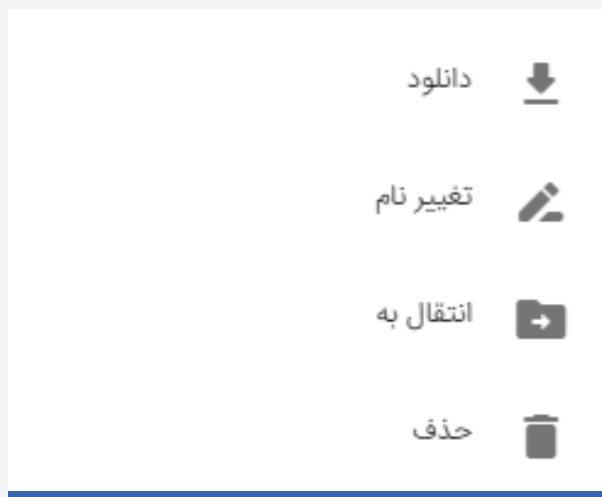 دانلود
تغییر نام
انتقال به
حذف